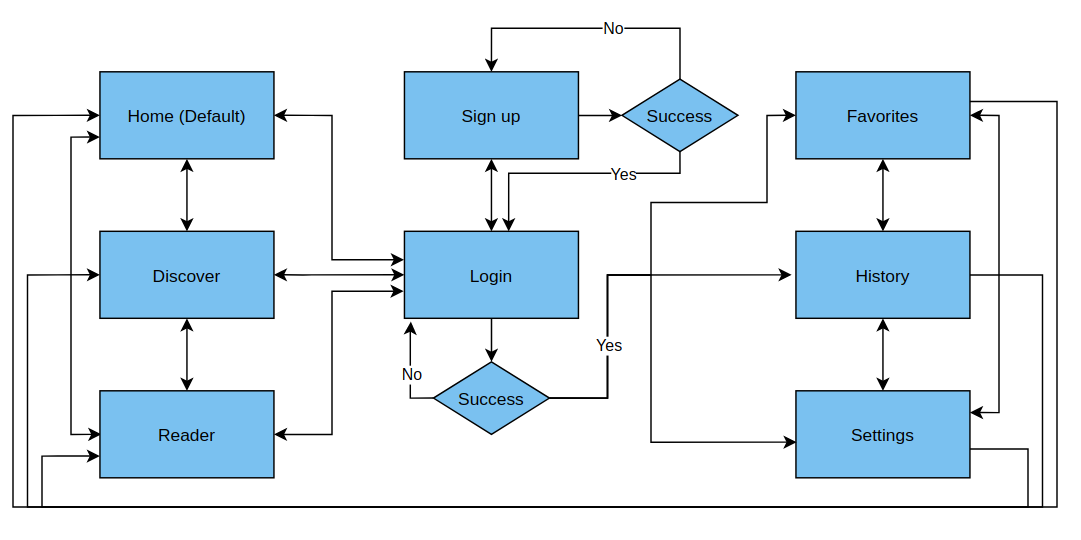 No
Home (Default)
Sign up
Success
Favorites
Yes
Discover
Login
History
Yes
No
Success
Reader
Settings